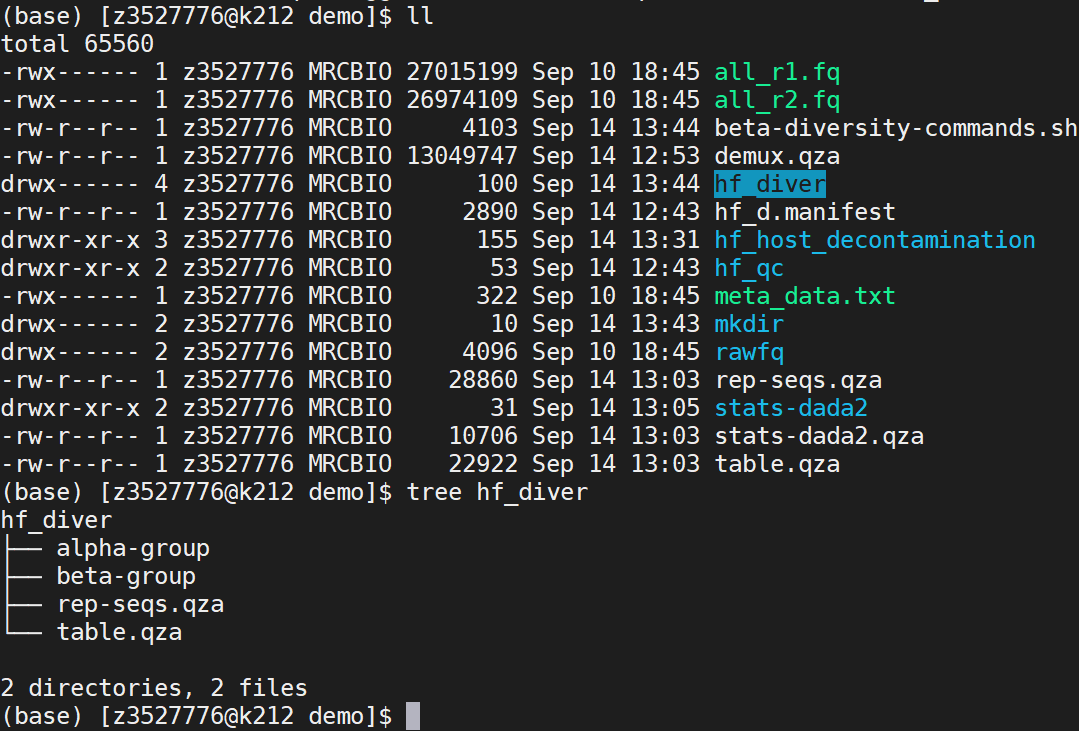 (base) [z3527776@k212 demo]$ ll
total 65560
-rwx------ 1 z3527776 MRCBIO 27015199 Sep 10 18:45 all_r1.fq
-rwx------ 1 z3527776 MRCBIO 26974109 Sep 10 18:45 all_r2.fq
-rw-r--r-- 1 z3527776 MRCBIO     4103 Sep 14 13:44 beta-diversity-commands.sh
-rw-r--r-- 1 z3527776 MRCBIO 13049747 Sep 14 12:53 demux.qza
drwx------ 4 z3527776 MRCBIO      100 Sep 14 13:44 hf_diver
-rw-r--r-- 1 z3527776 MRCBIO     2890 Sep 14 12:43 hf_d.manifest
drwxr-xr-x 3 z3527776 MRCBIO      155 Sep 14 13:31 hf_host_decontamination
drwxr-xr-x 2 z3527776 MRCBIO       53 Sep 14 12:43 hf_qc
-rwx------ 1 z3527776 MRCBIO      322 Sep 10 18:45 meta_data.txt
drwx------ 2 z3527776 MRCBIO       10 Sep 14 13:43 mkdir
drwx------ 2 z3527776 MRCBIO     4096 Sep 10 18:45 rawfq
-rw-r--r-- 1 z3527776 MRCBIO    28860 Sep 14 13:03 rep-seqs.qza
drwxr-xr-x 2 z3527776 MRCBIO       31 Sep 14 13:05 stats-dada2
-rw-r--r-- 1 z3527776 MRCBIO    10706 Sep 14 13:03 stats-dada2.qza
-rw-r--r-- 1 z3527776 MRCBIO    22922 Sep 14 13:03 table.qza
(base) [z3527776@k212 demo]$ tree hf_diver
hf_diver
├── alpha-group
├── beta-group
├── rep-seqs.qza
└── table.qza
2 directories, 2 files
(base) [z3527776@k212 demo]$